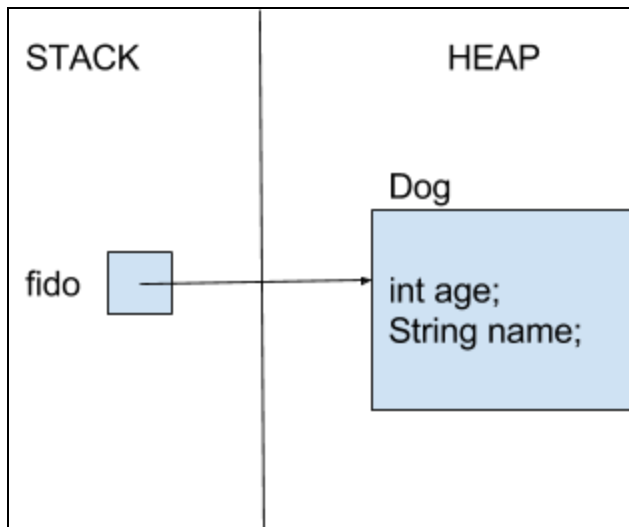 STACK
HEAP
Dog
fido
int age;
String name;